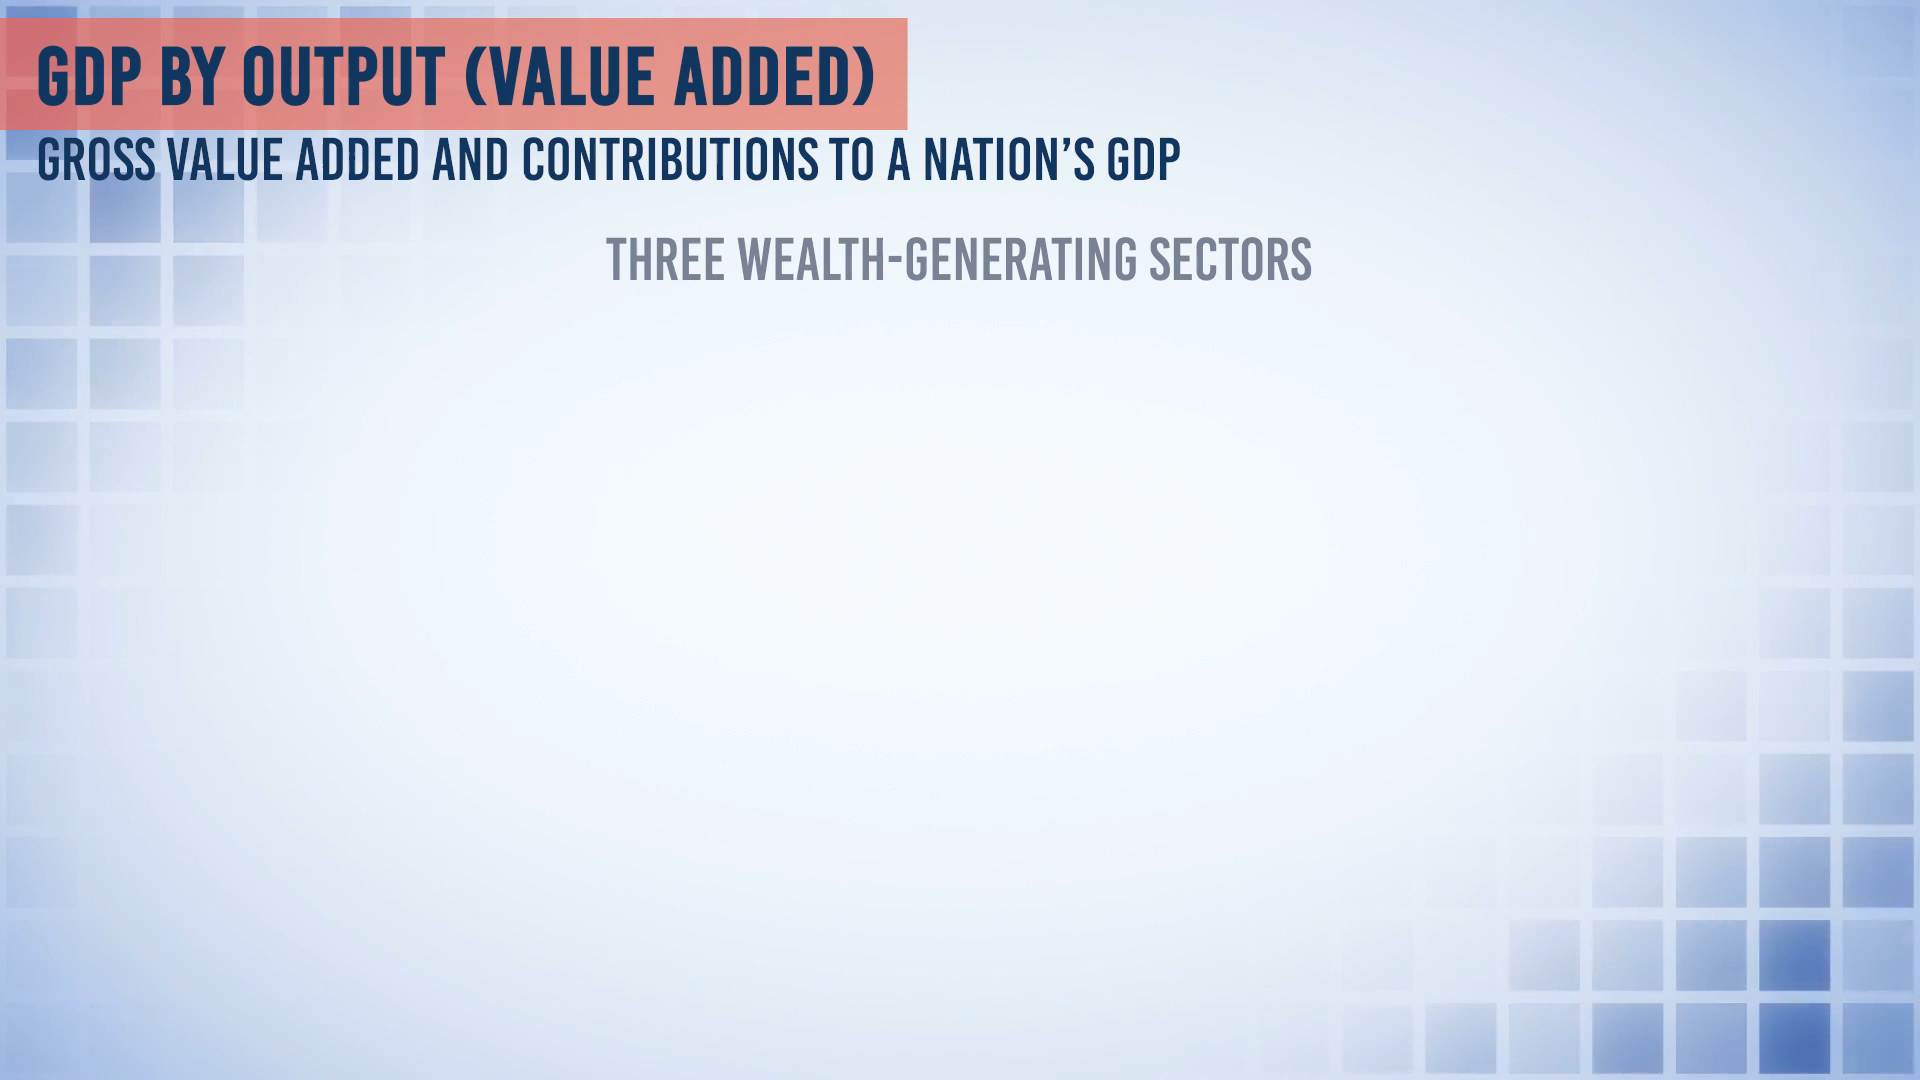 GDP BY OUTPUT (VALUE ADDED)
GROSS VALUE ADDED AND CONTRIBUTIONS TO A NATION’S GDP
THREE WEALTH-GENERATING SECTORS